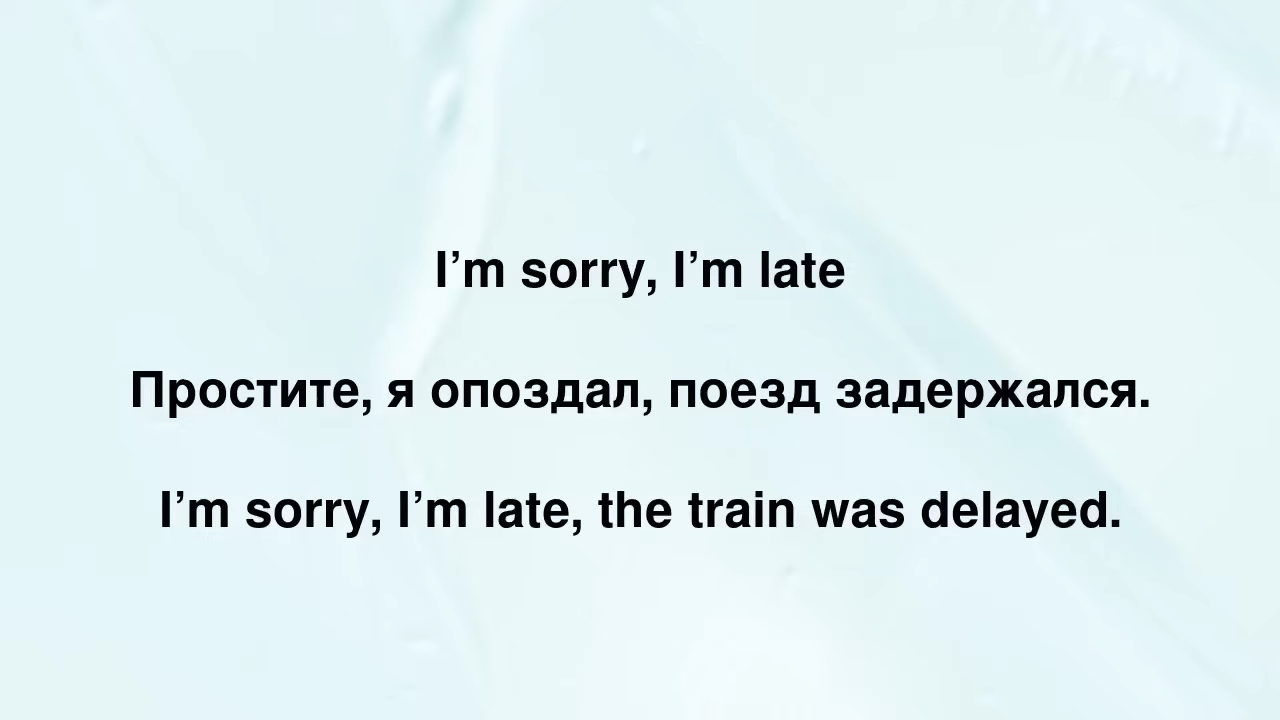 I’m sorry, I’m late
Простите, я опоздал, поезд задержался.
I’m sorry, I’m late, the train was delayed.